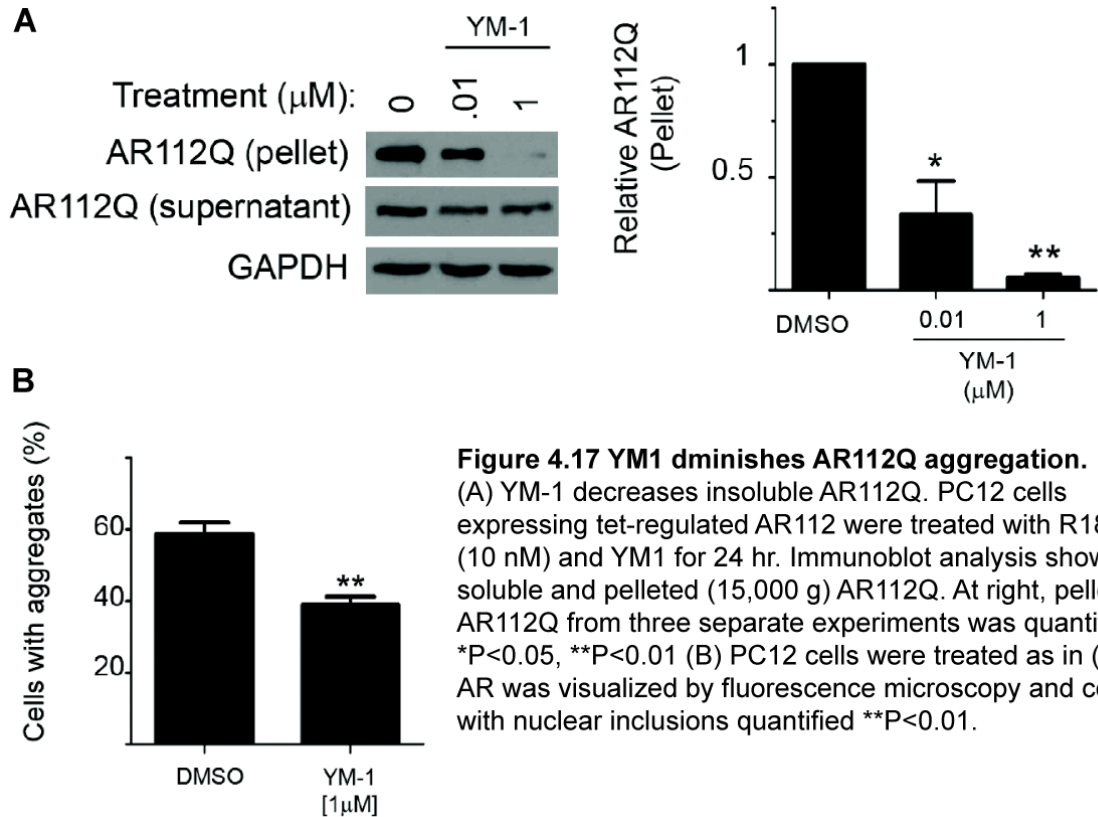 A
YM-1
Treatment (μM): 0 .01 1
AR112Q (pellet)
AR112Q (supernatant)
GAPDH
Relative AR112Q
(Pellet)
1
0.5
*
**
DMSO 0.01 1
YM-1
(μM)
B
Cells with aggregates (%)
60
40
20
**
DMSO YM-1
[1μM]
Figure 4.17 YM1 dminishes AR112Q aggregation.
(A) YM-1 decreases insoluble AR112Q. PC12 cells
expressing tet-regulated AR112 were treated with
(10 nM) and YM1 for 24 hr. Immunoblot analysis
soluble and pelleted (15,000 g) AR112Q. At right,
AR112Q from three separate experiments was
*P<0.05, **P<0.01 (B) PC12 cells were treated as in
AR was visualized by fluorescence microscopy and
with nuclear inclusions quantified **P<0.01.